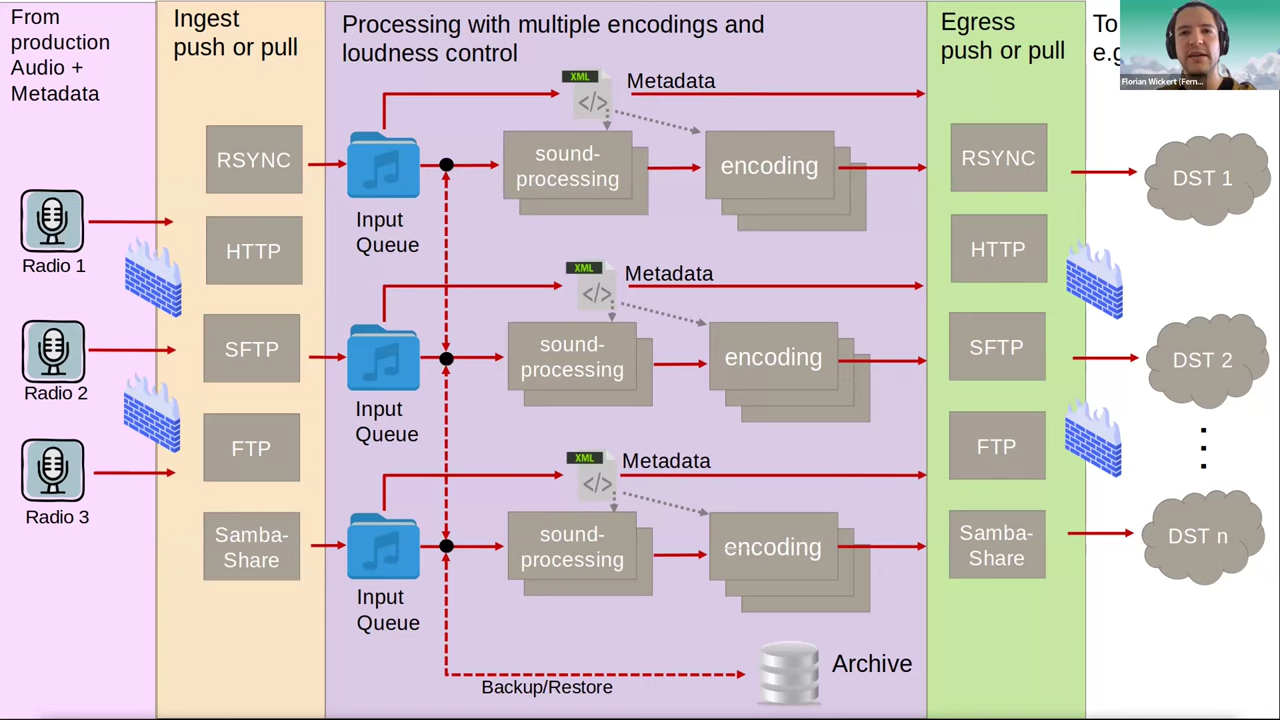 From
production
Audio +
Metadata
Radio 1
Radio 2
Radio 3
Ingest
push or pull
RSYNC
HTTP
SFTP
FTP
Samba-
Share
Processing with multiple encodings and
loudness control
XML
</>
Metadata
Input
Queue
sound-
processing
encoding
XML
</>
Metadata
Input
Queue
sound-
processing
encoding
XML
</>
Metadata
Input
Queue
sound-
processing
encoding
Backup/Restore
Archive
Egress
push or pull
RSYNC
HTTP
SFTP
FTP
Samba-
Share
To
e.g
DST 1
DST 2
DST n
Florian Wickert (Fern...